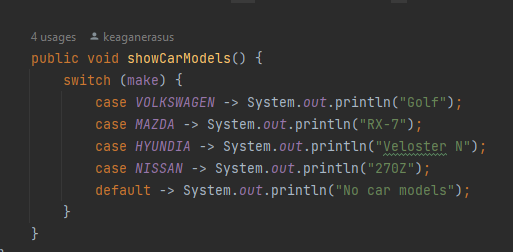 4 usages keaganerasus
public void showCarModels() {
switch (make) {
case VOLKSWAGEN -> System.out.println("Golf");
case MAZDA -> System.out.println("RX-7");
case HYUNDIA -> System.out.println("Veloster N");
case NISSAN -> System.out.println("270Z");
default -> System.out.println("No car models");
}
}